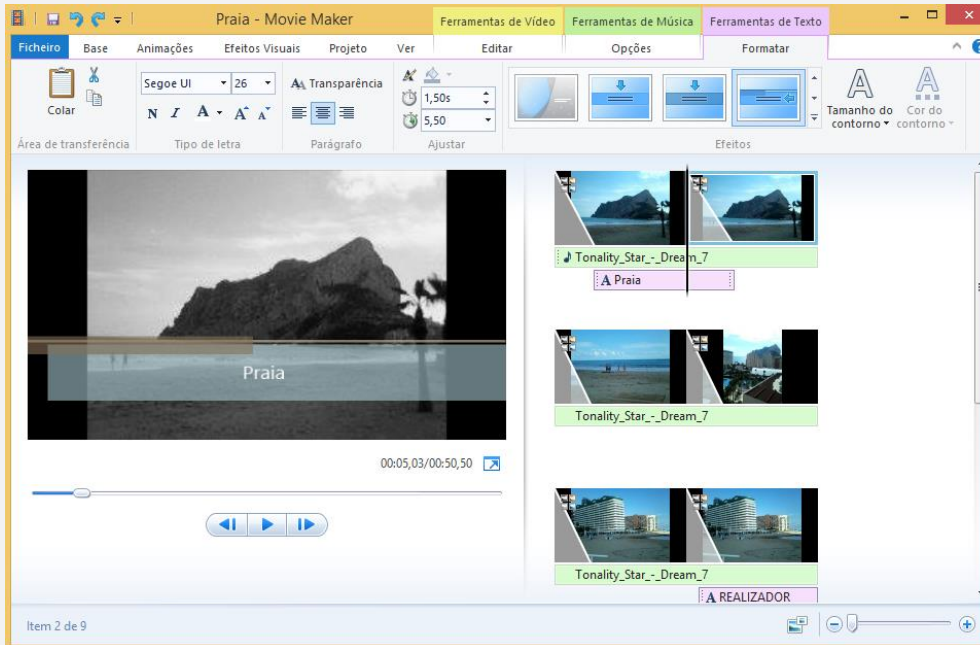 Praia - Movie Maker
Ferramentas de Vídeo
Ferramentas de Música
Ferramentas de Texto
Ficheiro
Base
Animações
Efeitos Visuais
Projeto
Ver
Editar
Opções
Formatar
Colar
Área de transferência
Segoe UI
26
N I A A A
Tipo de letra
Transparência
Parágrafo
1,50s
5,50
Ajustar
Efeitos
Tamanho do
contorno
Cor do
contorno
Praia
00:05,03/00:50,50
Tonality_Star_-_Dream_7
A Praia
Tonality_Star_-_Dream_7
Tonality_Star_-_Dream_7
A REALIZADOR
Item 2 de 9